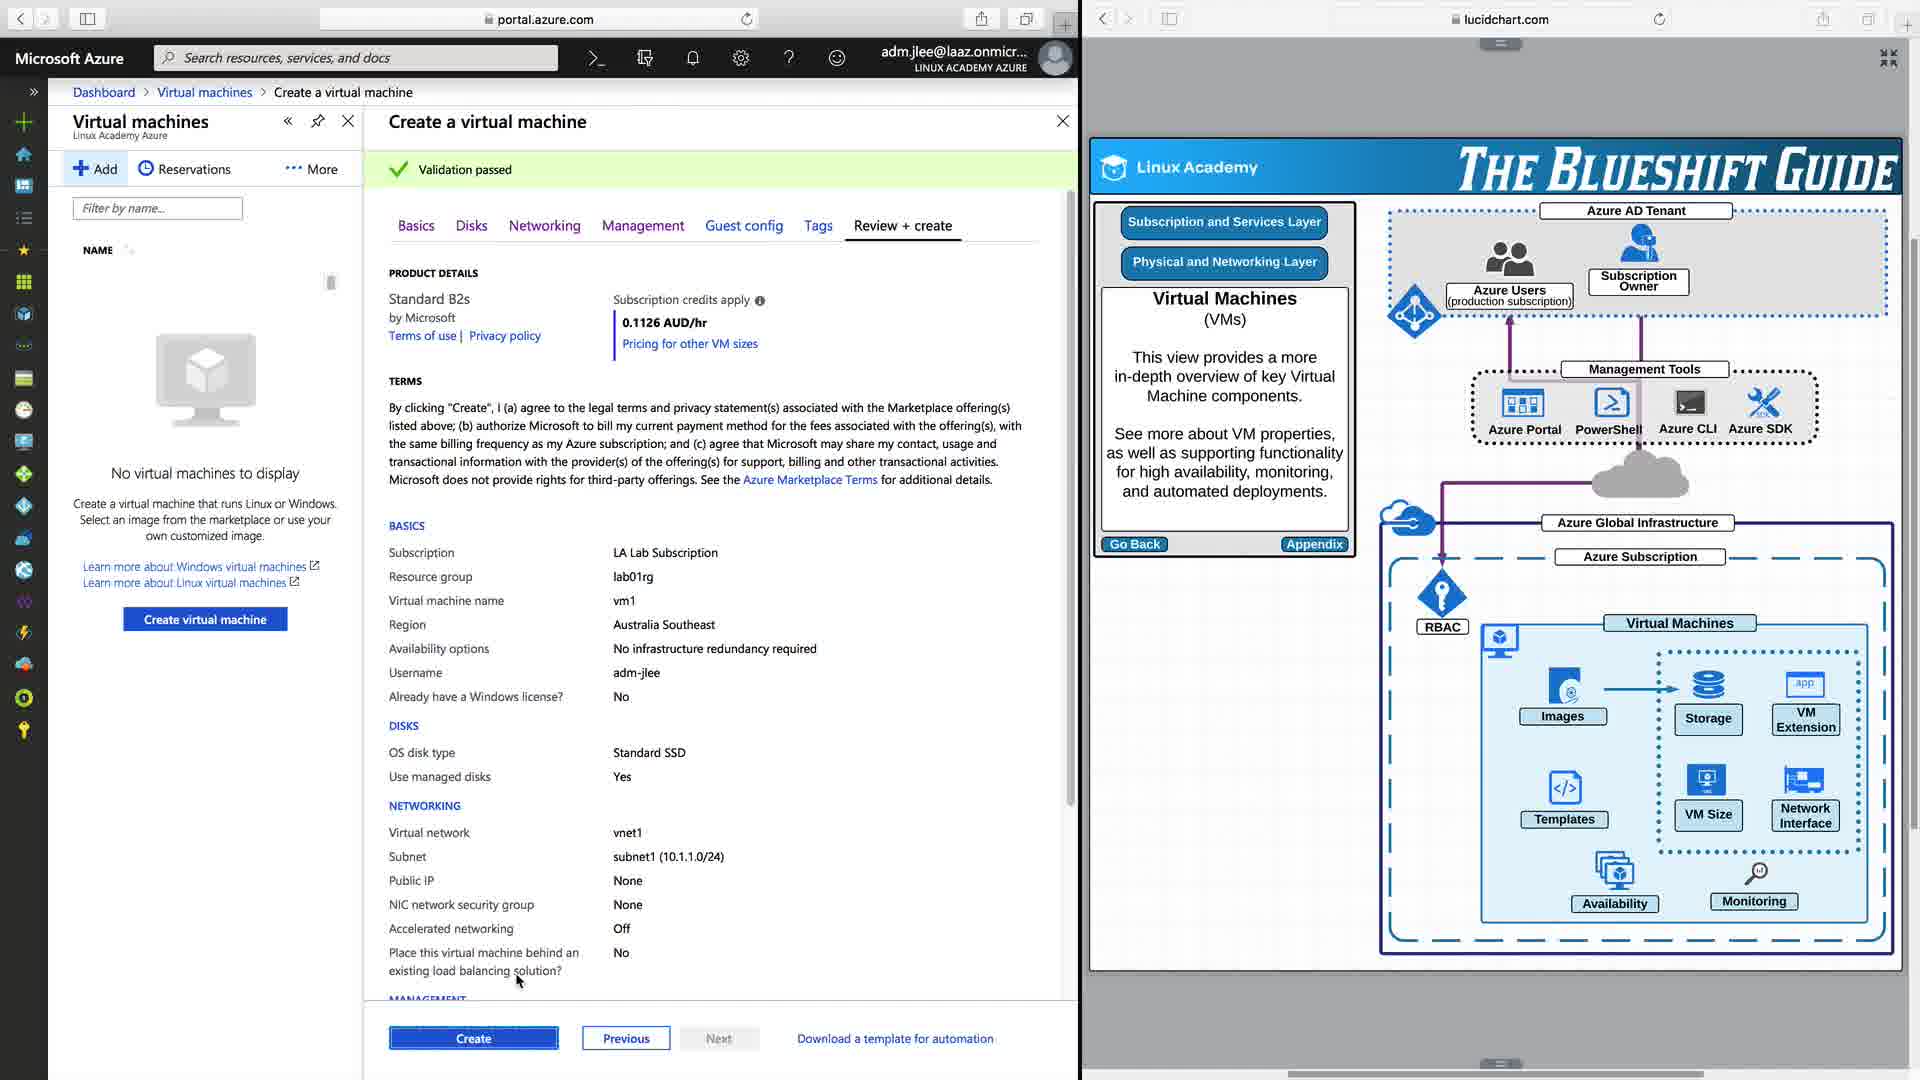 portal.azure.com
Microsoft Azure
Search resources, services, and docs
adm.jlee@laaz.onmicr...
LINUX ACADEMY AZURE
Dashboard > Virtual machines > Create a virtual machine
Virtual machines
Linux Academy Azure
Add
Reservations
More
Filter by name...
NAME
No virtual machines to display
Create a virtual machine that runs Linux or Windows.
Select an image from the marketplace or use your
own customized image.
Learn more about Windows virtual machines
Learn more about Linux virtual machines
Create virtual machine
Create a virtual machine
Validation passed
Basics Disks Networking Management Guest config Tags Review + create
PRODUCT DETAILS
Standard B2s
by Microsoft
Terms of use | Privacy policy
Subscription credits apply
0.1126 AUD/hr
Pricing for other VM sizes
TERMS
By clicking "Create", I (a) agree to the legal terms and privacy statement(s) associated with the Marketplace offering(s)
listed above; (b) authorize Microsoft to bill my current payment method for the fees associated with the offering(s), with
the same billing frequency as my Azure subscription; and (c) agree that Microsoft may share my contact, usage and
transactional information with the provider(s) of the offering(s) for support, billing and other transactional activities.
Microsoft does not provide rights for third-party offerings. See the Azure Marketplace Terms for additional details.
BASICS
Subscription LA Lab Subscription
Resource group lab01rg
Virtual machine name vm1
Region Australia Southeast
Availability options No infrastructure redundancy required
Username adm-jlee
Already have a Windows license? No
DISKS
OS disk type Standard SSD
Use managed disks Yes
NETWORKING
Virtual network vnet1
Subnet subnet1 (10.1.1.0/24)
Public IP None
NIC network security group None
Accelerated networking Off
Place this virtual machine behind an No
existing load balancing solution?
MANAGEMENT
Create
Previous
Next
Download a template for automation
lucidchart.com
Linux Academy
THE BLUESHIFT GUIDE
Subscription and Services Layer
Physical and Networking Layer
Virtual Machines
(VMs)
This view provides a more
in-depth overview of key Virtual
Machine components.
See more about VM properties,
as well as supporting functionality
for high availability, monitoring,
and automated deployments.
Go Back
Appendix
Azure AD Tenant
Azure Users
(production subscription)
Subscription
Owner
Management Tools
Azure Portal
PowerShell
Azure CLI
SDK
Azure SDK
Azure Global Infrastructure
Azure Subscription
RBAC
Virtual Machines
Images
Storage
app
VM
Extension
Templates
VM Size
Network
Interface
Availability
Monitoring